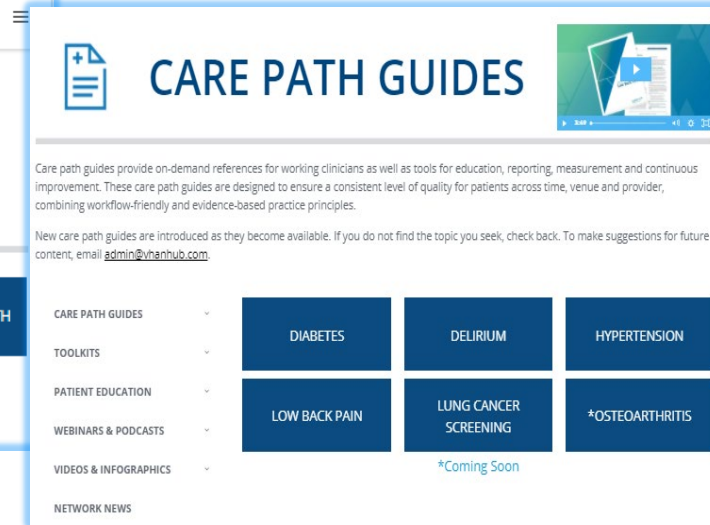 CARE PATH GUIDES
Care path guides provide on-demand references for working clinicians as well as tools for education, reporting, measurement and continuous
improvement. These care path guides are designed to ensure a consistent level of quality for patients across time, venue and provider,
combining workflow-friendly and evidence-based practice principles.
New care path guides are introduced as they become available. If you do not find the topic you seek, check back. To make suggestions for future
content, email admin@vhanhub.com.
TH
CARE PATH GUIDES
TOOLKITS
PATIENT EDUCATION
WEBINARS & PODCASTS
VIDEOS & INFOGRAPHICS
NETWORK NEWS
DIABETES
DELIRIUM
HYPERTENSION
LOW BACK PAIN
LUNG CANCER
SCREENING
*OSTEOARTHRITIS
*Coming Soon